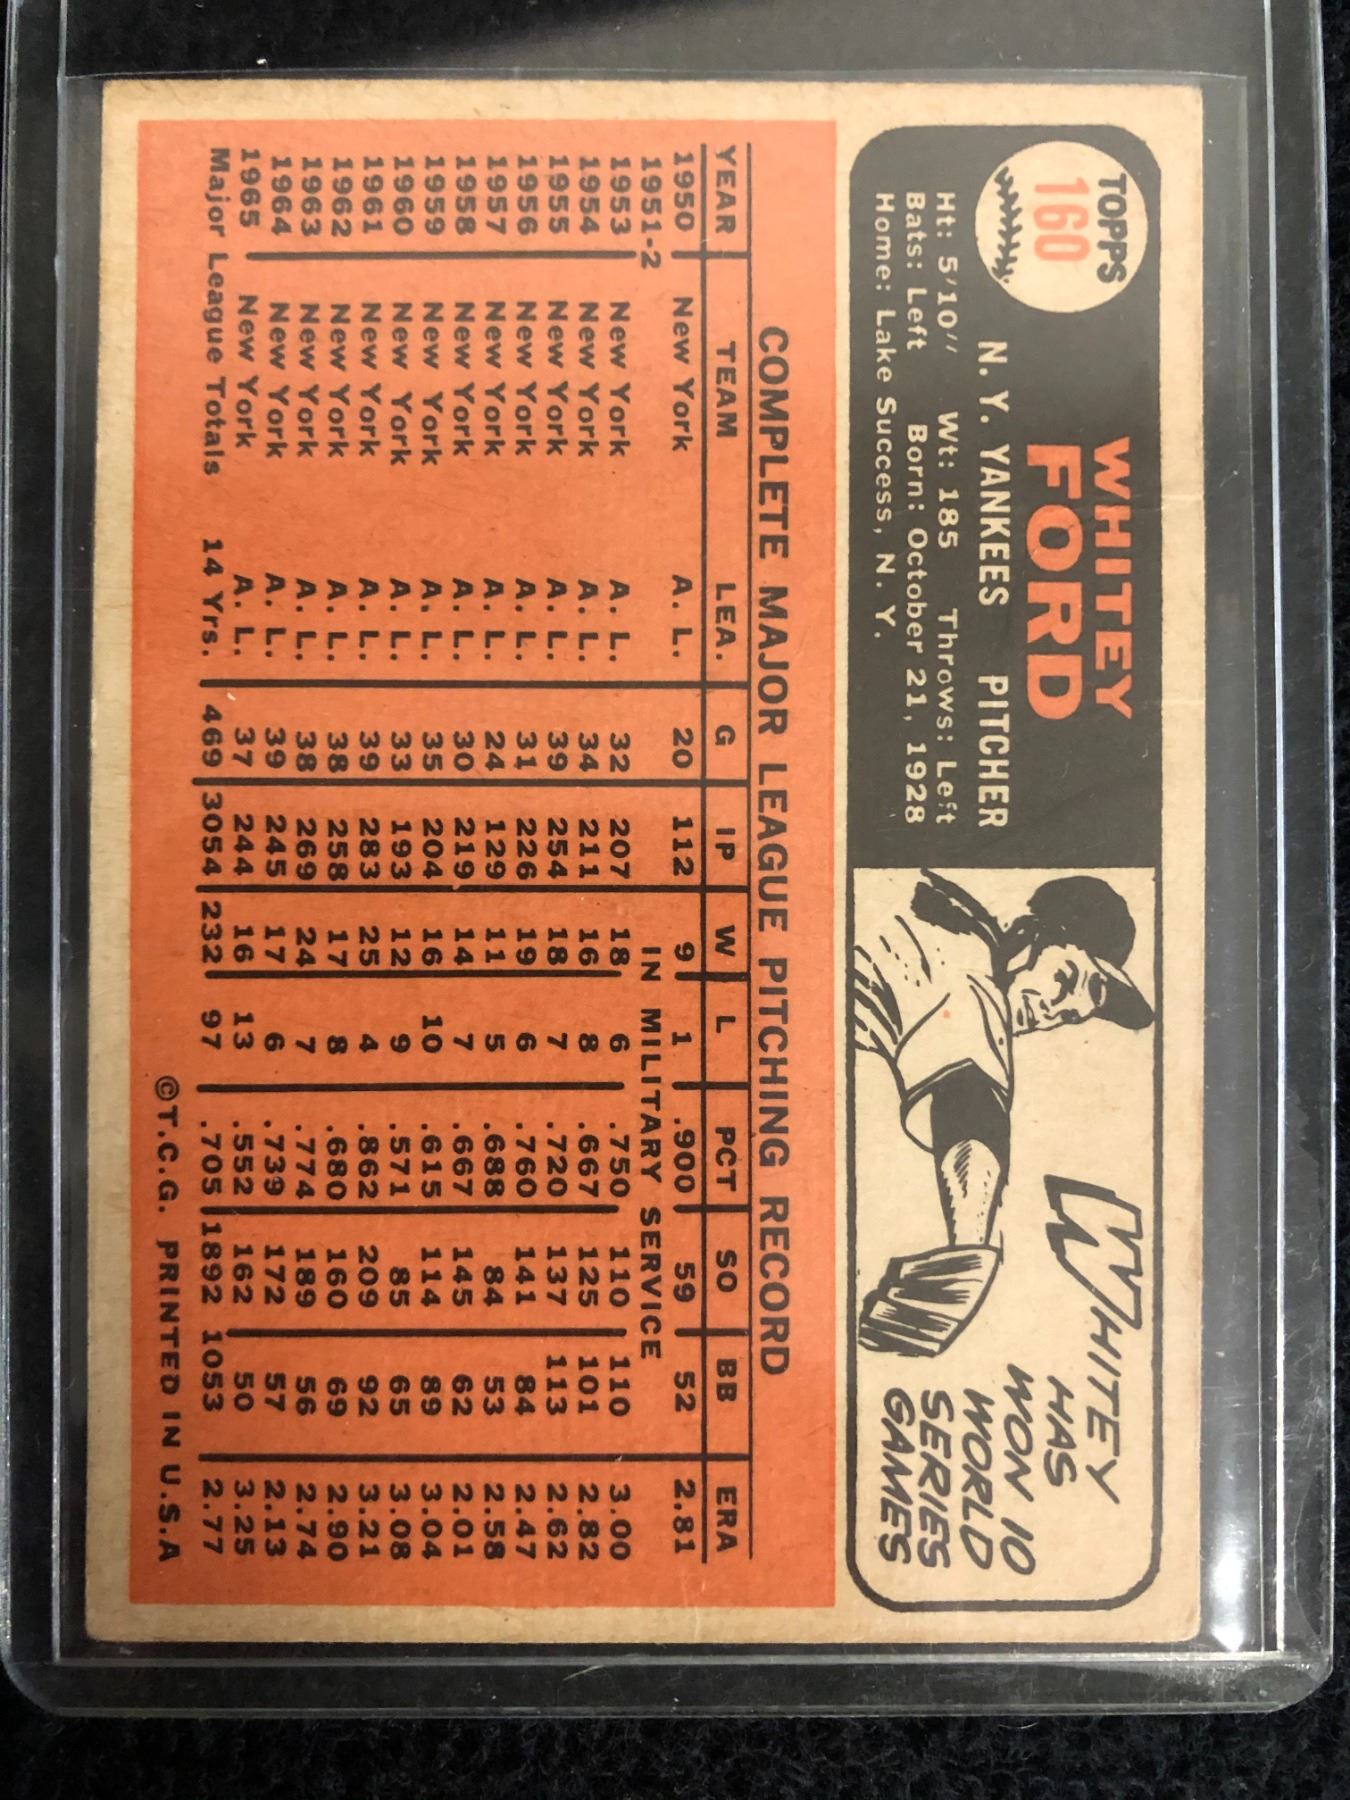 TOPPS
160
WHITEY
FORD
N. Y. YANKEES PITCHER
Ht: 5'10" Wt: 185 Throws: Left
Bats: Left Born: October 21, 1928
Home: Lake Success, N. Y.
WHITEY
HAS
WON 10
WORLD
SERIES
GAMES
COMPLETE MAJOR LEAGUE PITCHING RECORD
YEAR TEAM LEA. G IP W L PCT SO BB ERA
1950 New York A. L. 20 112 9 1 .900 59 52 2.81
1951-2 IN MILITARY SERVICE
1953 New York A. L. 32 207 18 6 .750 110 110 3.00
1954 New York A. L. 34 211 16 8 .667 125 101 2.82
1955 New York A. L. 39 254 18 7 .720 137 113 2.62
1956 New York A. L. 31 226 19 6 .760 141 84 2.47
1957 New York A. L. 24 129 11 5 .688 84 53 2.58
1958 New York A. L. 30 219 14 7 .667 145 62 2.01
1959 New York A. L. 35 204 16 10 .615 114 89 3.04
1960 New York A. L. 33 193 12 9 .571 85 65 3.08
1961 New York A. L. 39 283 25 4 .862 209 92 3.21
1962 New York A. L. 38 258 17 8 .680 160 69 2.90
1963 New York A. L. 38 269 24 7 .774 189 56 2.74
1964 New York A. L. 39 245 17 6 .739 172 57 2.13
1965 New York A. L. 37 244 16 13 .552 162 50 3.25
Major League Totals 14 Yrs. 469 3054 232 97 .705 1892 1053 2.77
©T.C.G. PRINTED IN U.S.A